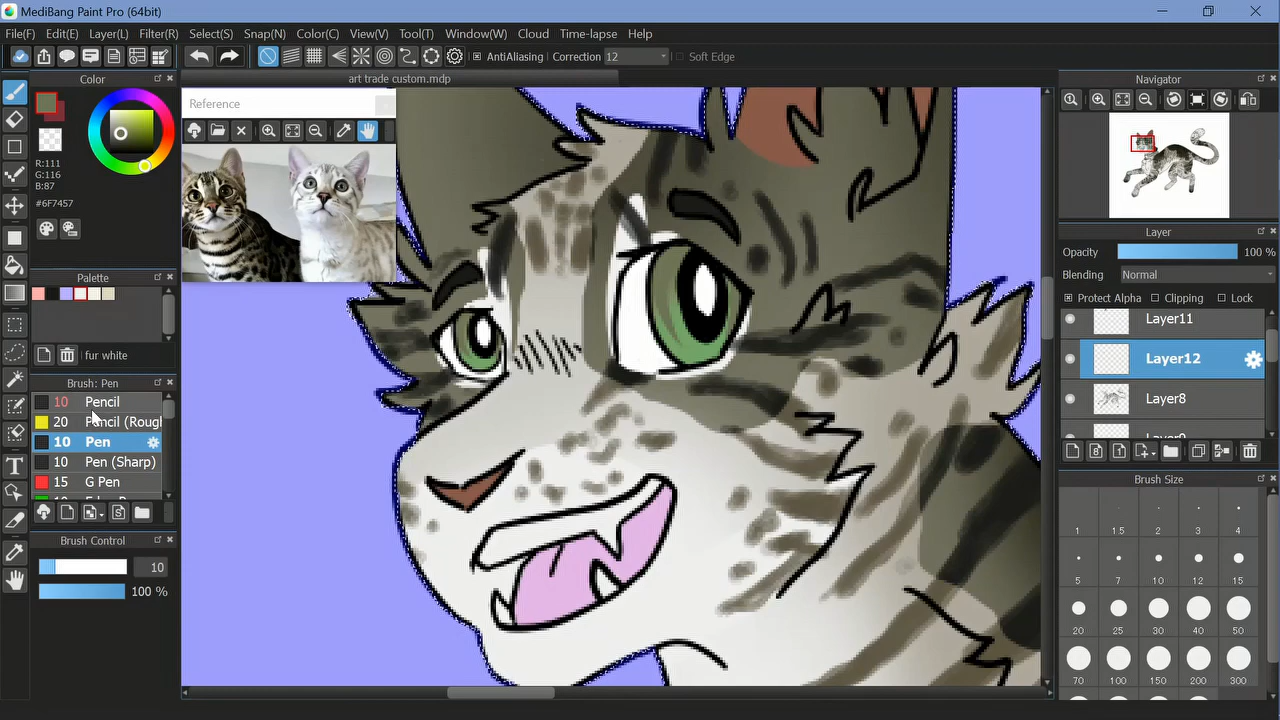 MediBang Paint Pro (64bit)
File(F) Edit(E) Layer(L) Filter(R) Select(S) Snap(N) Color(C) View(V) Tool(T) Window(W) Cloud Time-lapse Help
AntiAliasing Correction 12 Soft Edge
art trade custom.mdp
Color
R:111
G:116
B:87
#6F7457
Palette
fur white
Brush: Pen
10 Pencil
20 Pencil (Roug
10 Pen
10 Pen (Sharp)
15 G Pen
Brush Control
10
100 %
Reference
Navigator
Layer
Opacity 100 %
Blending Normal
Protect Alpha Clipping Lock
Layer11
Layer12
Layer8
Brush Size
1 1.5 2 3 4
5 7 10 12 15
20 25 30 40 50
70 100 150 200 300